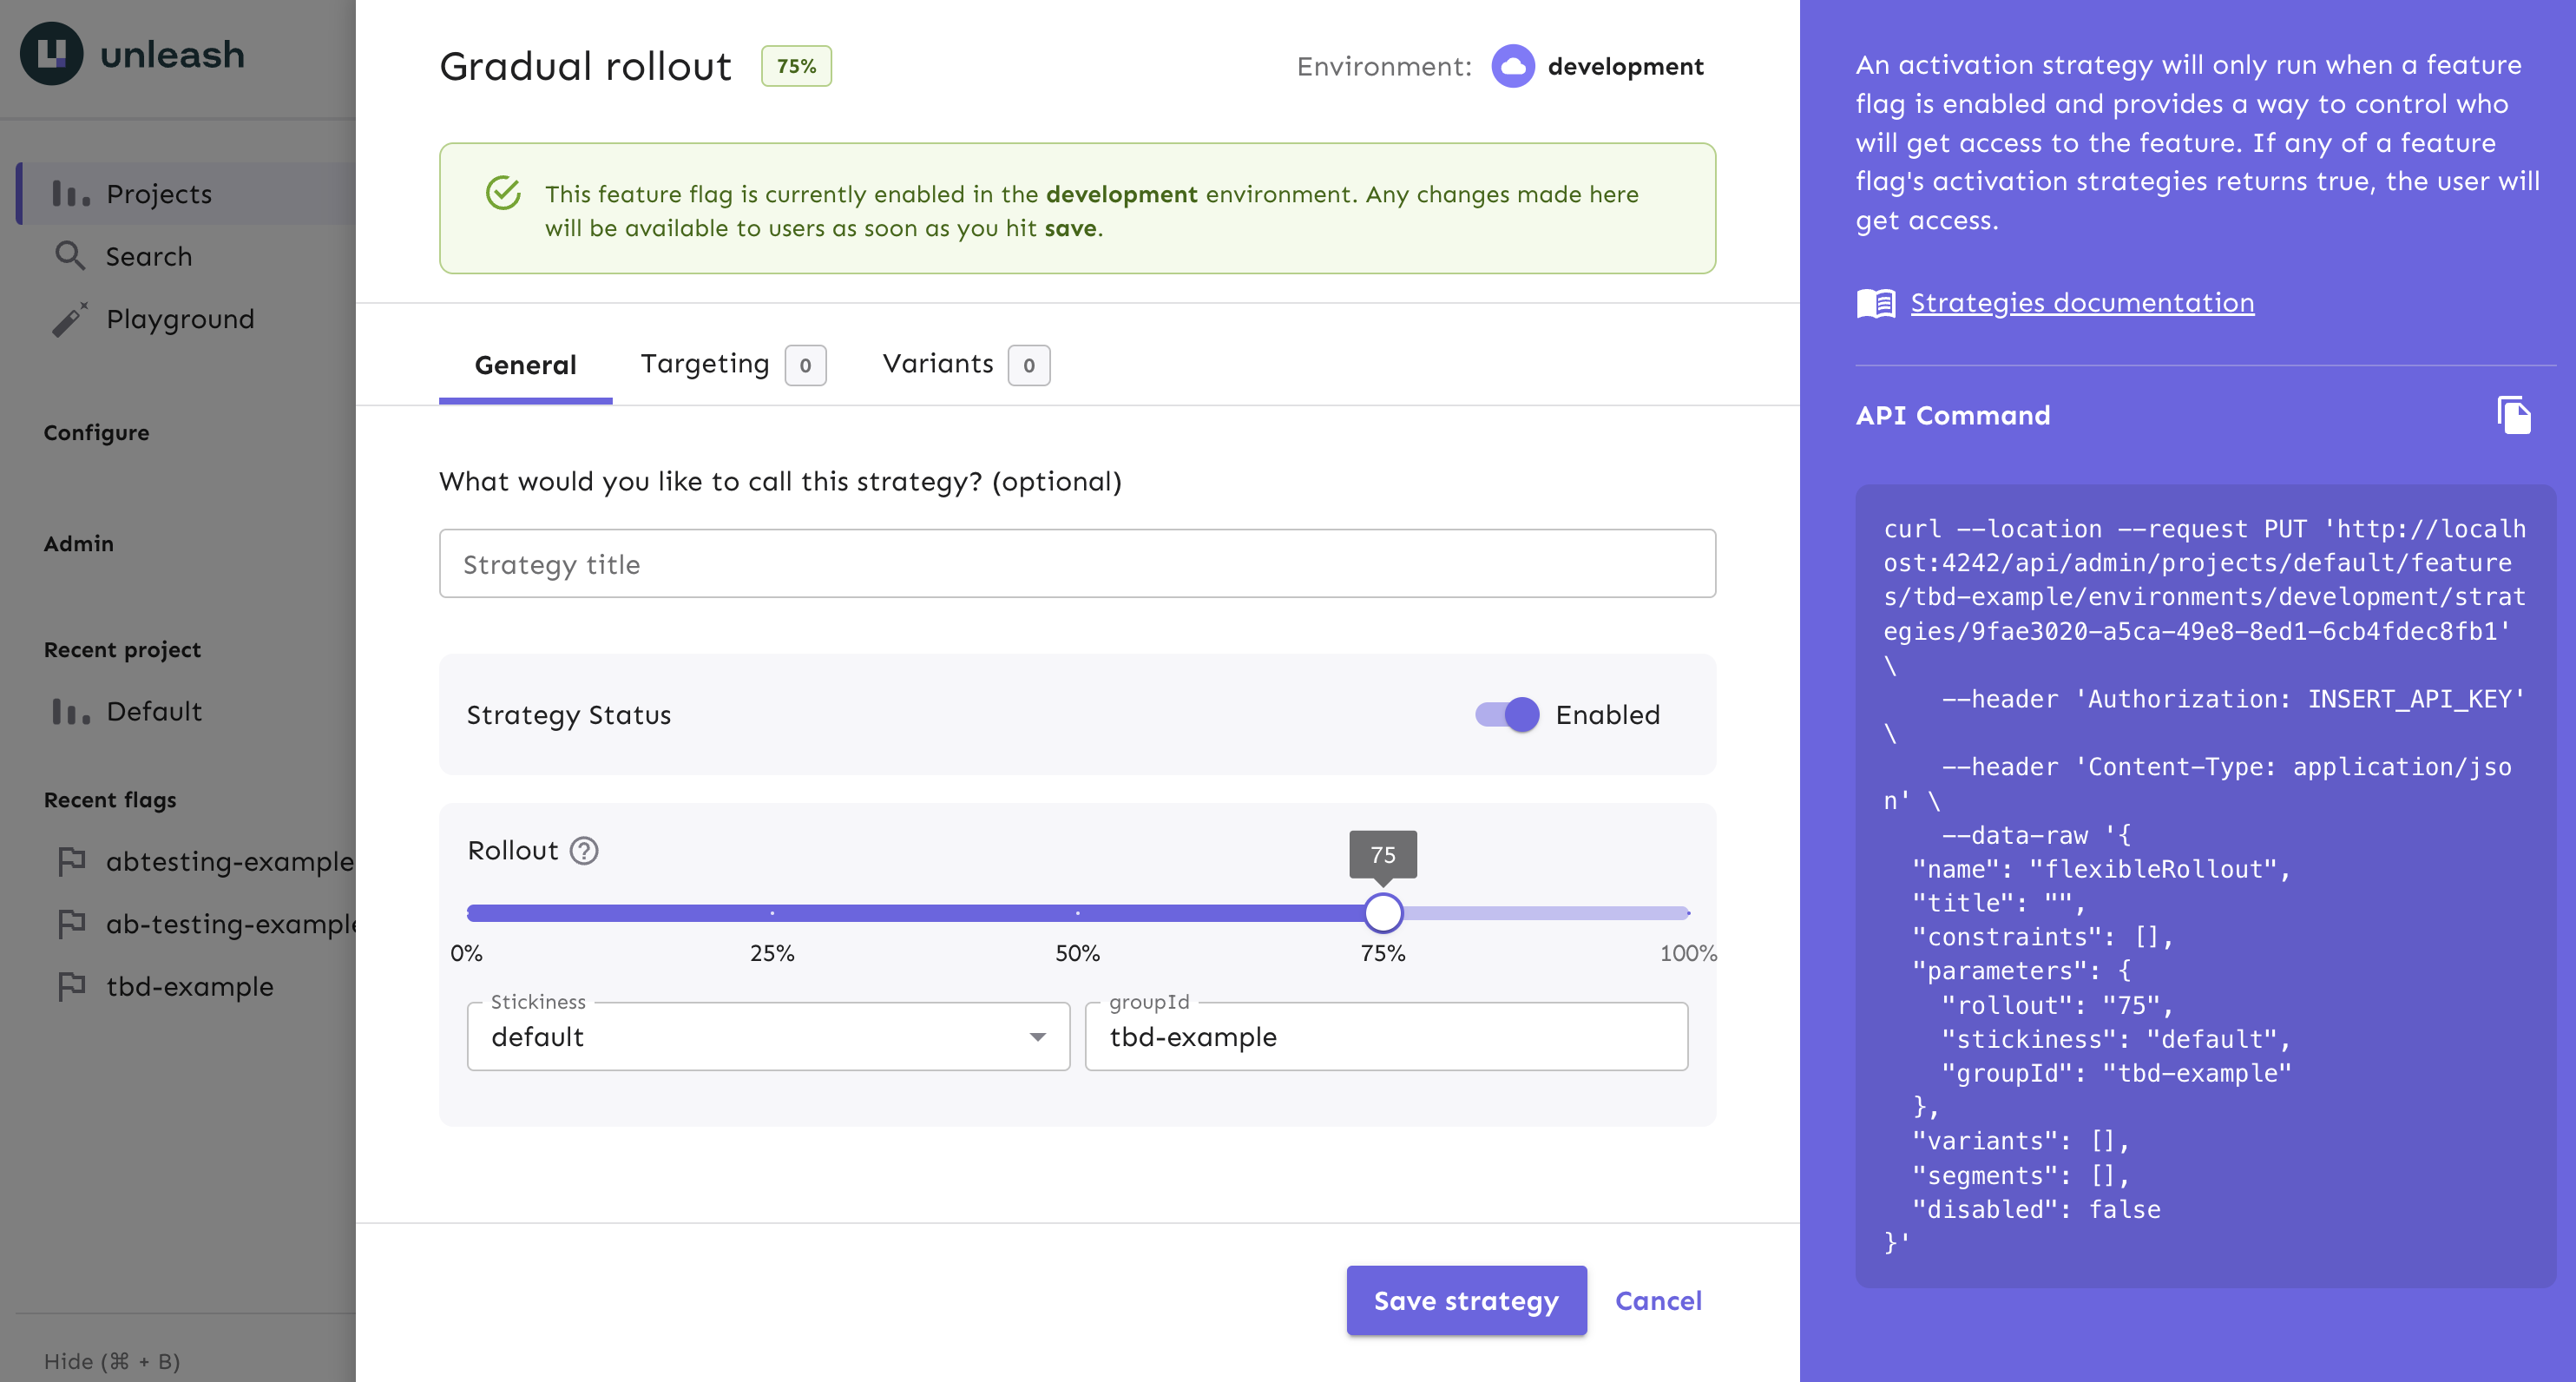 unleash
Projects
Search
Playground
Configure
Admin
Recent project
Default
Recent flags
abtesting-example
ab-testing-example
tbd-example
Hide (⌘ + B)
Gradual rollout 75%
Environment: development
This feature flag is currently enabled in the development environment. Any changes made here
will be available to users as soon as you hit save.
General Targeting 0 Variants 0
What would you like to call this strategy? (optional)
Strategy title
Strategy Status Enabled
Rollout
75
0% 25% 50% 75% 100%
Stickiness
default
groupId
tbd-example
Save strategy Cancel
An activation strategy will only run when a feature
flag is enabled and provides a way to control who
will get access to the feature. If any of a feature
flag's activation strategies returns true, the user will
get access.
Strategies documentation
API Command
curl --location --request PUT 'http://localh
ost:4242/api/admin/projects/default/feature
s/tbd-example/environments/development/strat
egies/9fae3020-a5ca-49e8-8ed1-6cb4fdec8fb1'
\
--header 'Authorization: INSERT_API_KEY'
\
--header 'Content-Type: application/jso
n' \
--data-raw '{
"name": "flexibleRollout",
"title": "",
"constraints": [],
"parameters": {
"rollout": "75",
"stickiness": "default",
"groupId": "tbd-example"
},
"variants": [],
"segments": [],
"disabled": false
}'